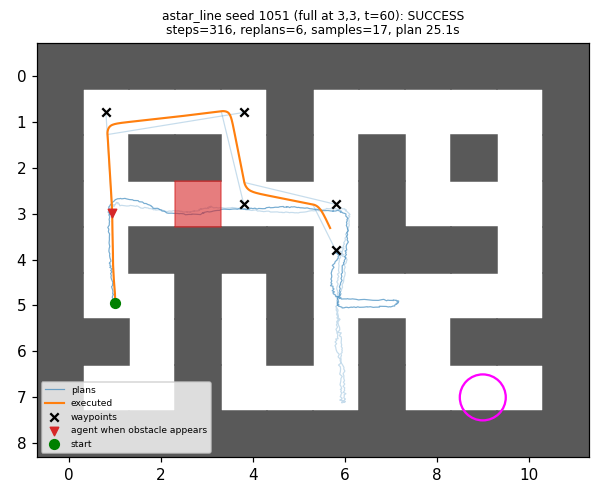 astar_line seed 1051 (full at 3,3, t=60): SUCCESS
steps=316, replans=6, samples=17, plan 25.1s
0
1
2
3
4
5
6
7
8
plans
executed
waypoints
agent when obstacle appears
start
0 2 4 6 8 10